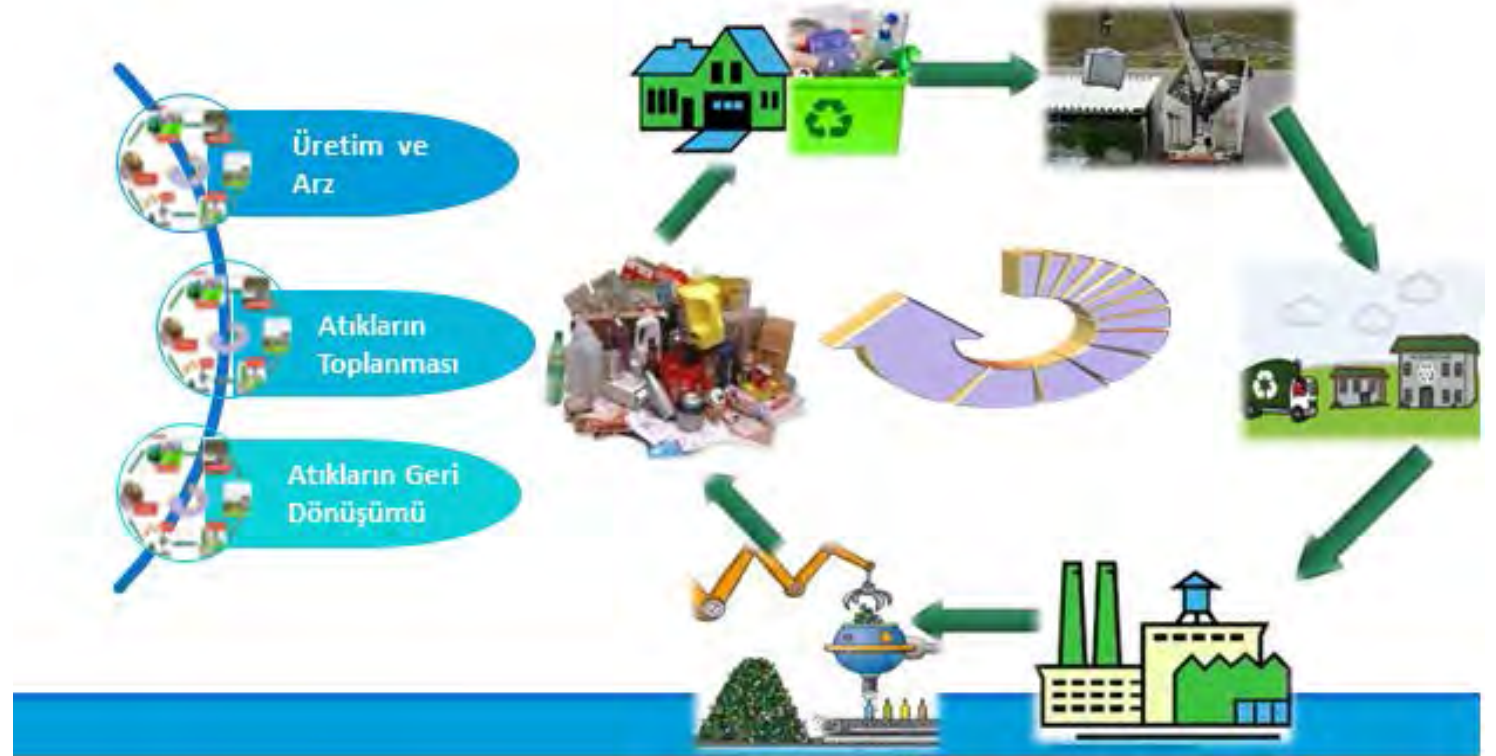 Üretim ve
Arz
Atıkların
Toplanması
Atıkların Geri
Dönüşümü